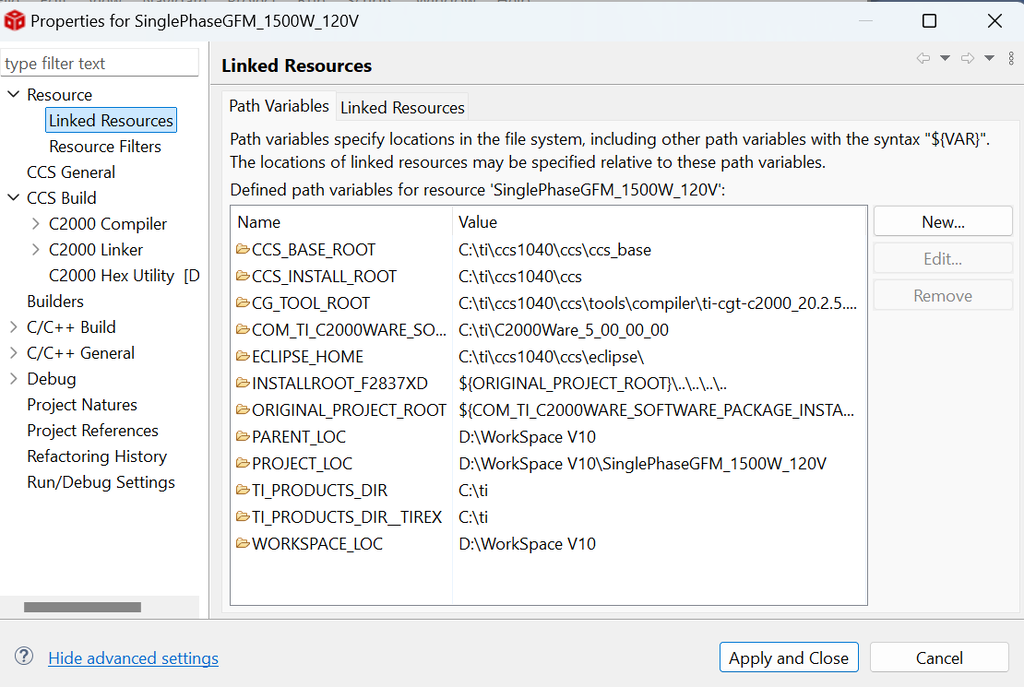 Properties for SinglePhaseGFM_1500W_120V
type filter text
Resource
Linked Resources
Resource Filters
CCS General
CCS Build
C2000 Compiler
C2000 Linker
C2000 Hex Utility [D
Builders
C/C++ Build
C/C++ General
Debug
Project Natures
Project References
Refactoring History
Run/Debug Settings
Linked Resources
Path Variables Linked Resources
Path variables specify locations in the file system, including other path variables with the syntax "${VAR}".
The locations of linked resources may be specified relative to these path variables.
Defined path variables for resource 'SinglePhaseGFM_1500W_120V':
Name Value
CCS_BASE_ROOT C:\ti\ccs1040\ccs\ccs_base
CCS_INSTALL_ROOT C:\ti\ccs1040\ccs
CG_TOOL_ROOT C:\ti\ccs1040\ccs\tools\compiler\ti-cgt-c2000_20.2.5....
COM_TI_C2000WARE_SO... C:\ti\C2000Ware_5_00_00_00
ECLIPSE_HOME C:\ti\ccs1040\ccs\eclipse\
INSTALLROOT_F2837XD ${ORIGINAL_PROJECT_ROOT}\..\..\..\..
ORIGINAL_PROJECT_ROOT ${COM_TI_C2000WARE_SOFTWARE_PACKAGE_INSTA...
PARENT_LOC D:\WorkSpace V10
PROJECT_LOC D:\WorkSpace V10\SinglePhaseGFM_1500W_120V
TI_PRODUCTS_DIR C:\ti
TI_PRODUCTS_DIR__TIREX C:\ti
WORKSPACE_LOC D:\WorkSpace V10
New...
Edit...
Remove
Hide advanced settings
Apply and Close
Cancel